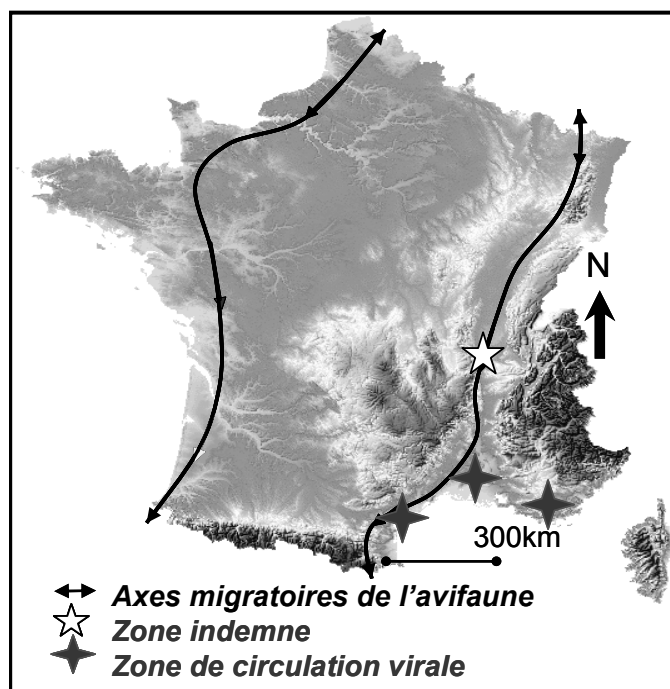 N
300km
Axes migratoires de l'avifaune
Zone indemne
Zone de circulation virale